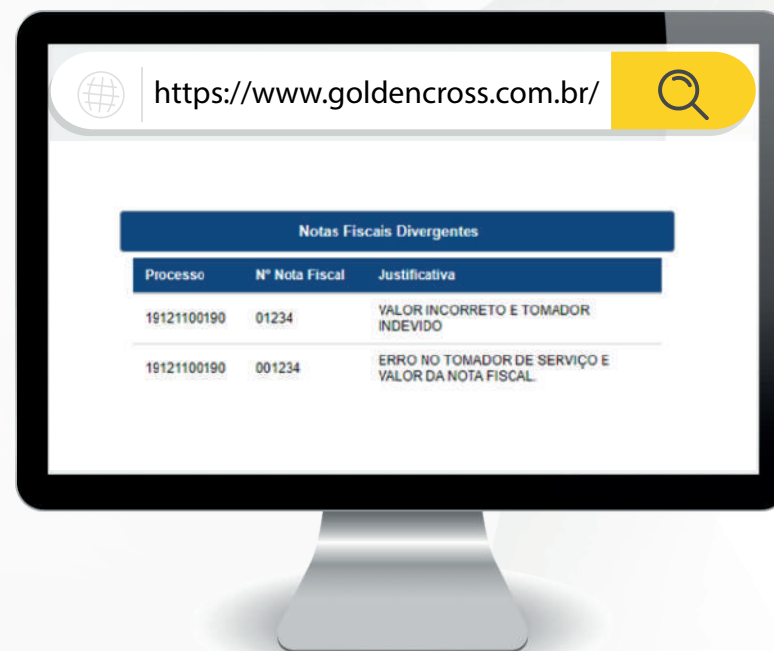 https://www.goldencross.com.br/
Notas Fiscais Divergentes
Processo Nº Nota Fiscal Justificativa
19121100190 01234 VALOR INCORRETO E TOMADOR
INDEVIDO
19121100190 001234 ERRO NO TOMADOR DE SERVIÇO E
VALOR DA NOTA FISCAL.